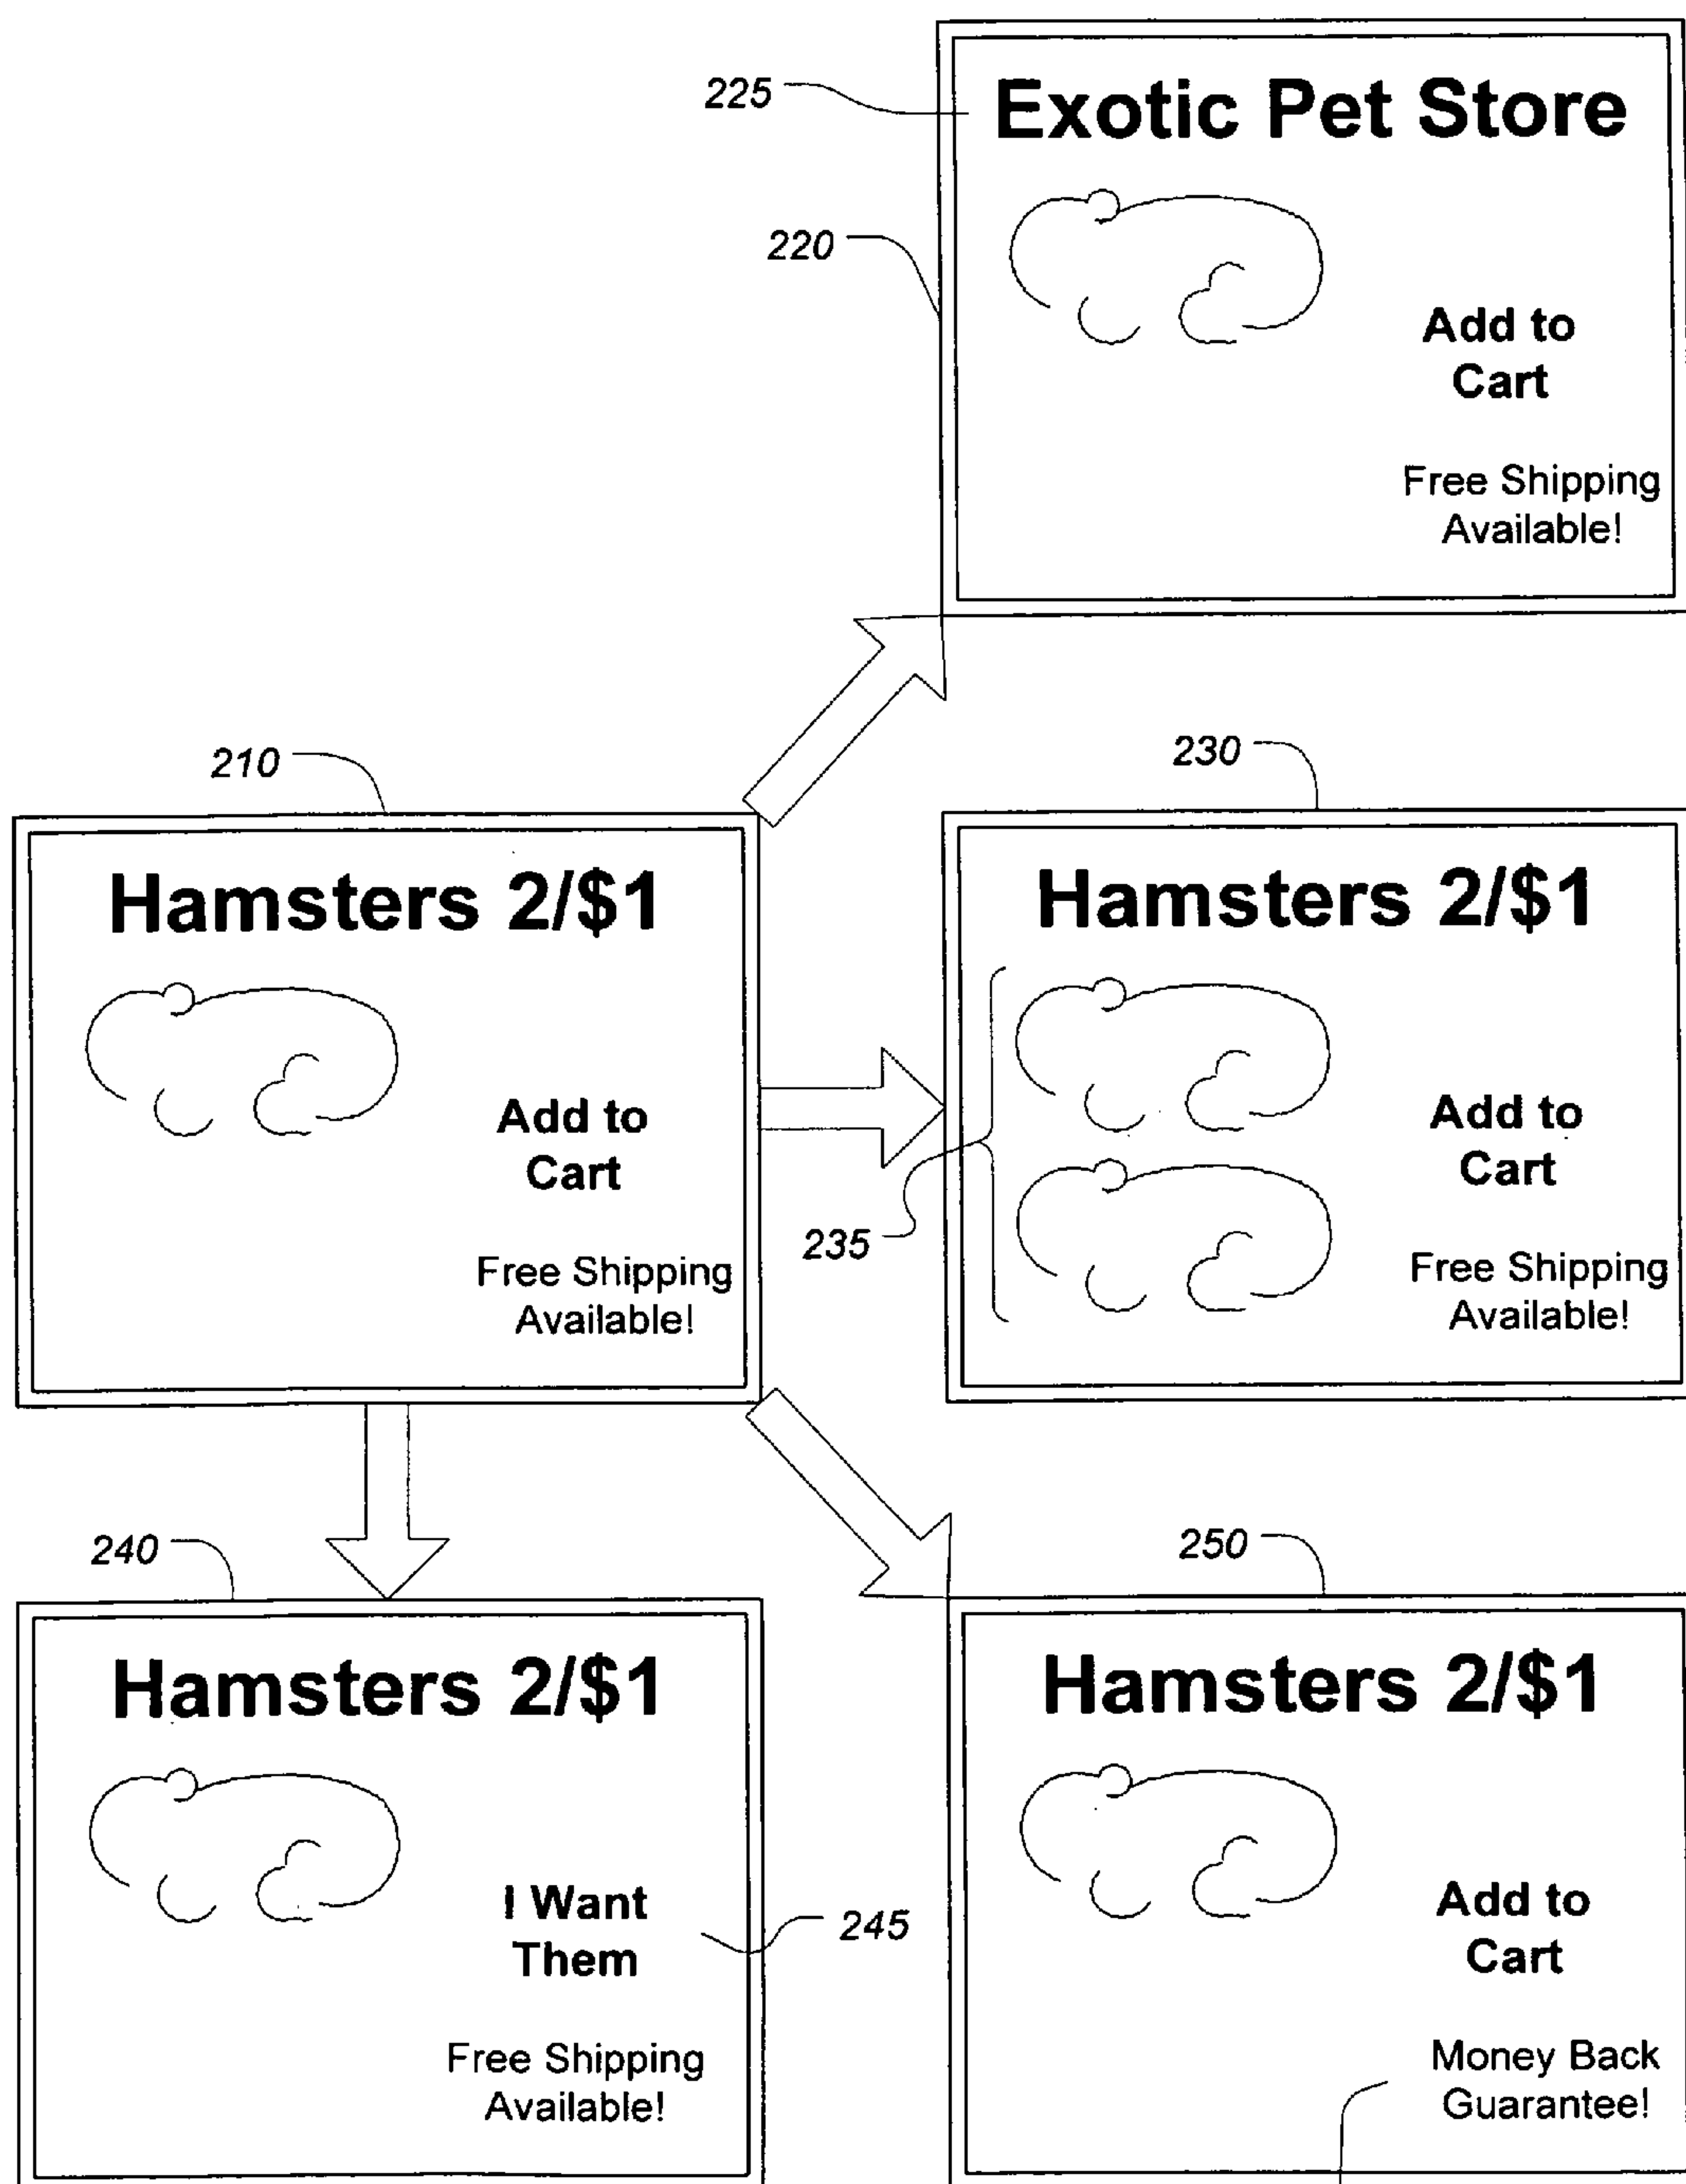 225
Exotic Pet Store
220
Add to
Cart
Free Shipping
Available!
210
Hamsters 2/$1
Add to
Cart
Free Shipping
Available!
230
Hamsters 2/$1
235
Add to
Cart
Free Shipping
Available!
240
Hamsters 2/$1
I Want
Them
245
Free Shipping
Available!
250
Hamsters 2/$1
Add to
Cart
Money Back
Guarantee!